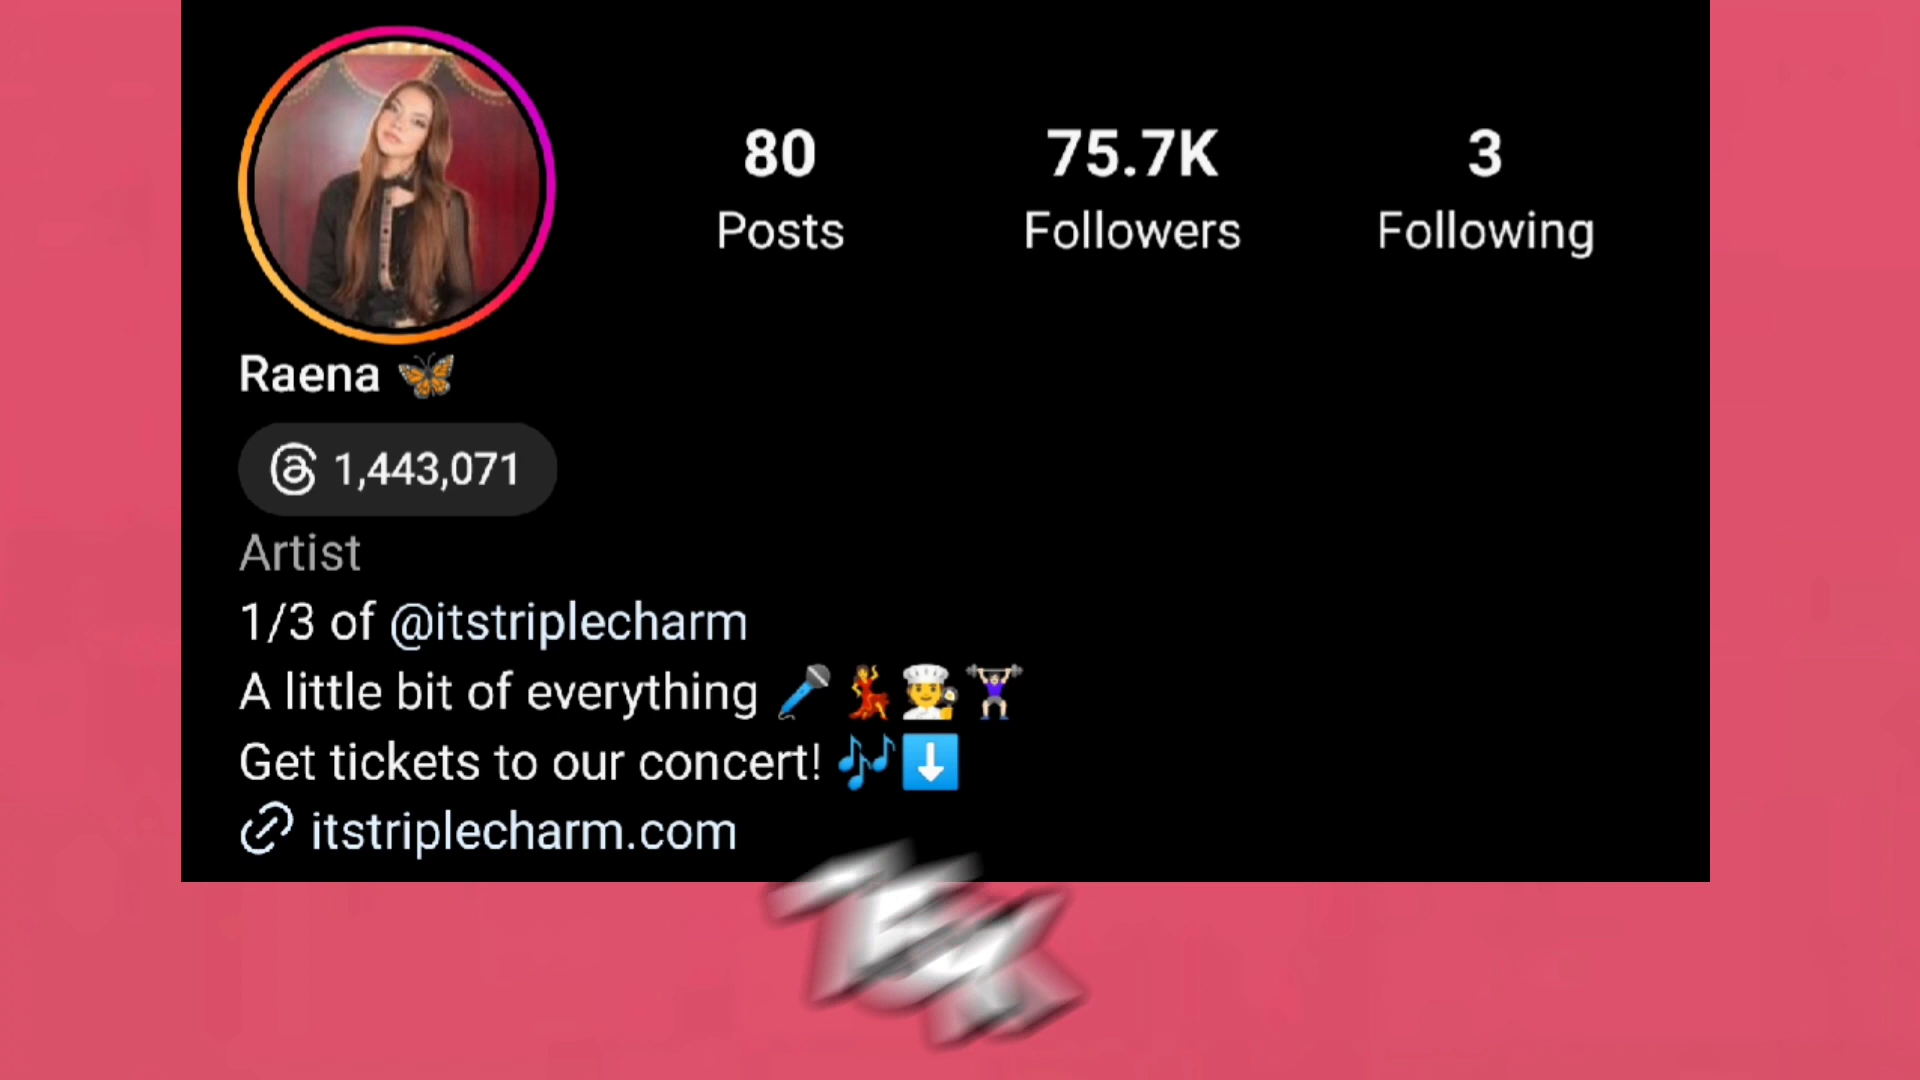 80
Posts
75.7K
Followers
3
Following
Raena 🦋
1,443,071
Artist
1/3 of @itstriplecharm
A little bit of everything 🎤💃🧑‍🍳🏋🏻‍♀️
Get tickets to our concert! 🎶⬇️
itstriplecharm.com